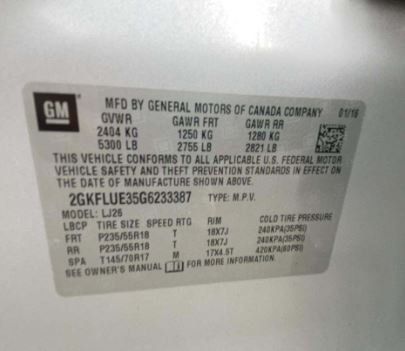 GM MFD BY GENERAL MOTORS OF CANADA COMPANY 01/16
GVWR GAWR FRT GAWR RR
2404 KG 1250 KG 1280 KG
5300 LB 2755 LB 2821 LB
THIS VEHICLE CONFORMS TO ALL APPLICABLE U.S. FEDERAL MOTOR
VEHICLE SAFETY AND THEFT PREVENTION STANDARDS IN EFFECT ON
THE DATE OF MANUFACTURE SHOWN ABOVE.
2GKFLUE35G6233387 TYPE: M.P.V.
MODEL: LJ26
LBCP TIRE SIZE SPEED RTG RIM COLD TIRE PRESSURE
FRT P235/55R18 T 18X7J 240KPA(35PSI)
RR P235/55R18 T 18X7J 240KPA(35PSI)
SPA T145/70R17 M 17X4.5T 420KPA(60PSI)
SEE OWNER'S MANUAL FOR MORE INFORMATION